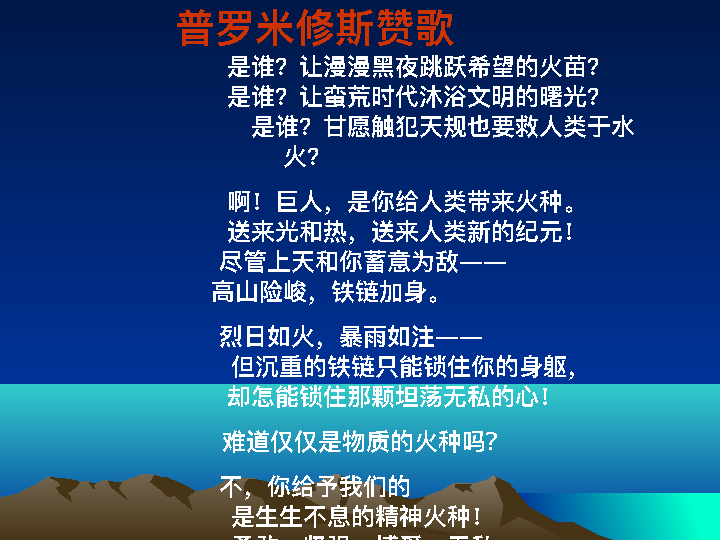 普罗米修斯赞歌
是谁？让漫漫黑夜跳跃希望的火苗？
是谁？让蛮荒时代沐浴文明的曙光？
是谁？甘愿触犯天规也要救人类于水
火？
啊！巨人，是你给人类带来火种。
送来光和热，送来人类新的纪元！
尽管上天和你蓄意为敌——
高山险峻，铁链加身。
烈日如火，暴雨如注——
但沉重的铁链只能锁住你的身躯，
却怎能锁住那颗坦荡无私的心！
难道仅仅是物质的火种吗？
不，你给予我们的
是生生不息的精神火种！